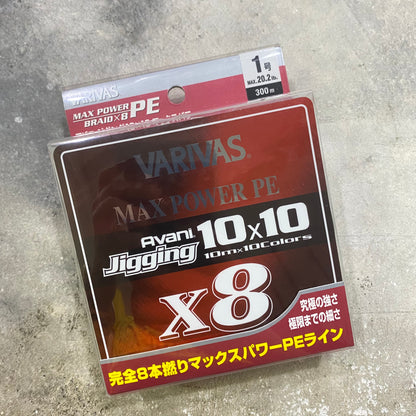 VARIVAS
MAX POWER PE
BRAID×8
1号
MAX.20.2lb.
300m
VARIVAS
MAX POWER PE
Avani
Jigging
10×10
10m×10Colors
X8
究極の強さ
極限までの細さ
完全8本撚りマックスパワーPEライン